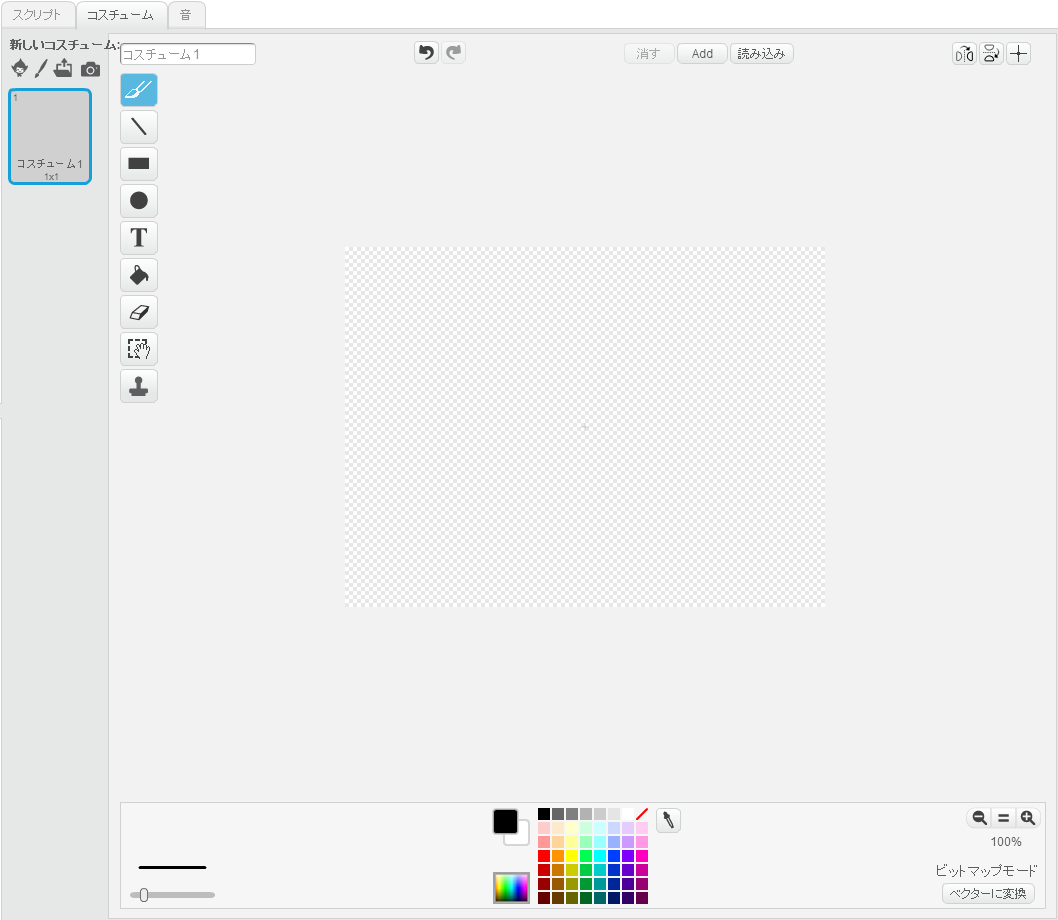 スクリプト コスチューム 音
新しいコスチューム: コスチューム1 消す Add 読み込み
1
コスチューム1
1x1
T
100%
ビットマップモード
ベクターに変換